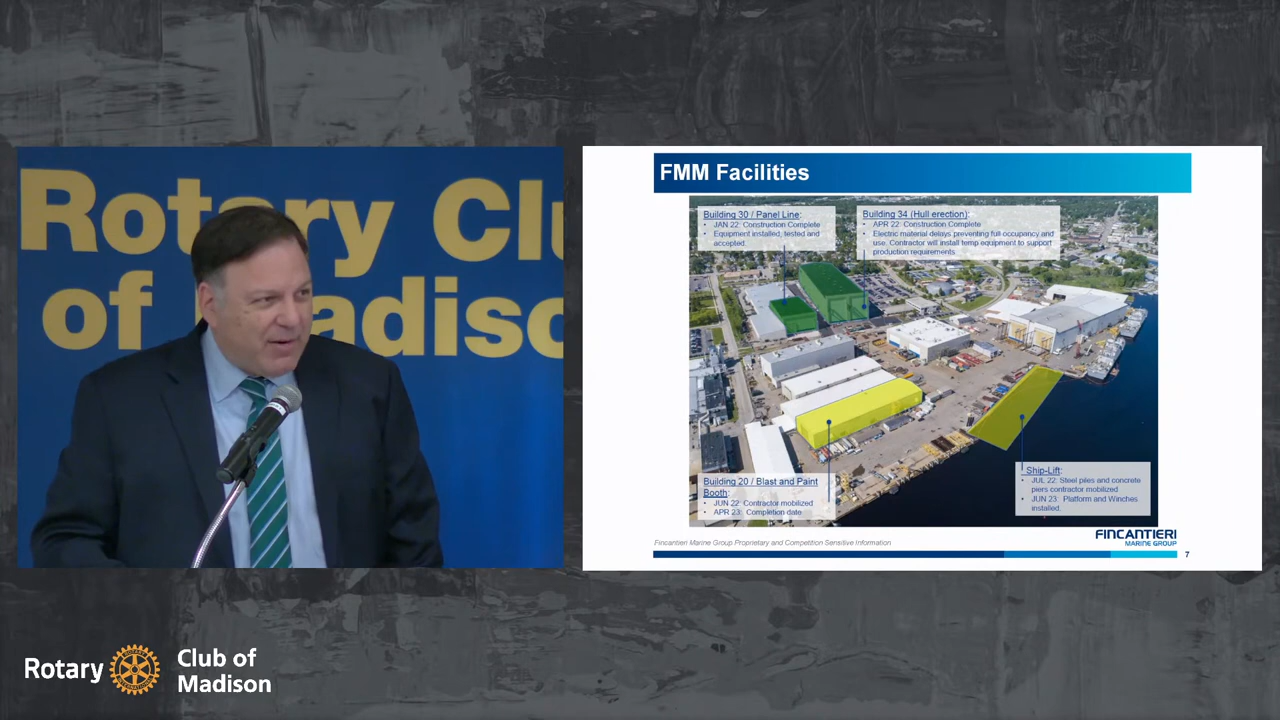 Rotary Clu
of Madiso
FMM Facilities
Building 30 / Panel Line:
• JAN 22: Construction Complete
• Equipment installed, tested and
accepted.
Building 34 (Hull erection):
• APR 22: Construction Complete
• Electric material delays preventing full occupancy and
use. Contractor will install temp equipment to support
production requirements
Building 20 / Blast and Paint
Booth:
• JUN 22: Contractor mobilized
• APR 23: Completion date
Ship-Lift:
• JUL 22: Steel piles and concrete
piers contractor mobilized
• JUN 23: Platform and Winches
installed.
Fincantieri Marine Group Proprietary and Competition Sensitive Information
FINCANTIERI
MARINE GROUP
7
Rotary
Club of
Madison